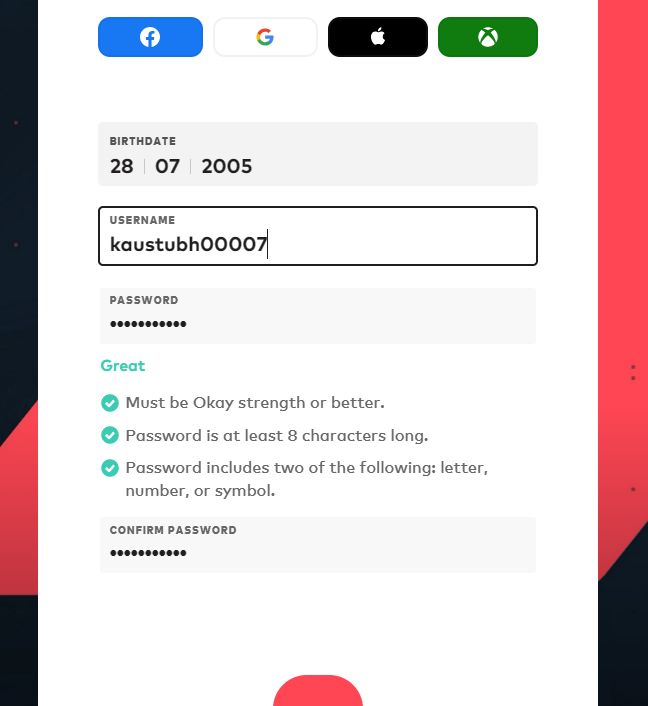 BIRTHDATE
28 07 2005
USERNAME
kaustubh00007
PASSWORD
•••••••••••
Great
Must be Okay strength or better.
Password is at least 8 characters long.
Password includes two of the following: letter,
number, or symbol.
CONFIRM PASSWORD
•••••••••••